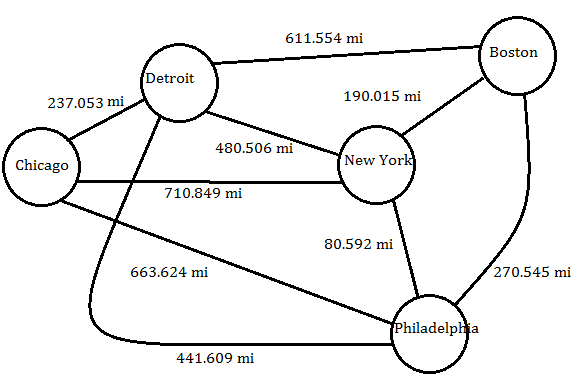 611.554 mi
Boston
Detroit
237.053 mi
190.015 mi
480.506 mi
New York
Chicago
710.849 mi
80.592 mi
663.624 mi
270.545 mi
Philadelphia
441.609 mi